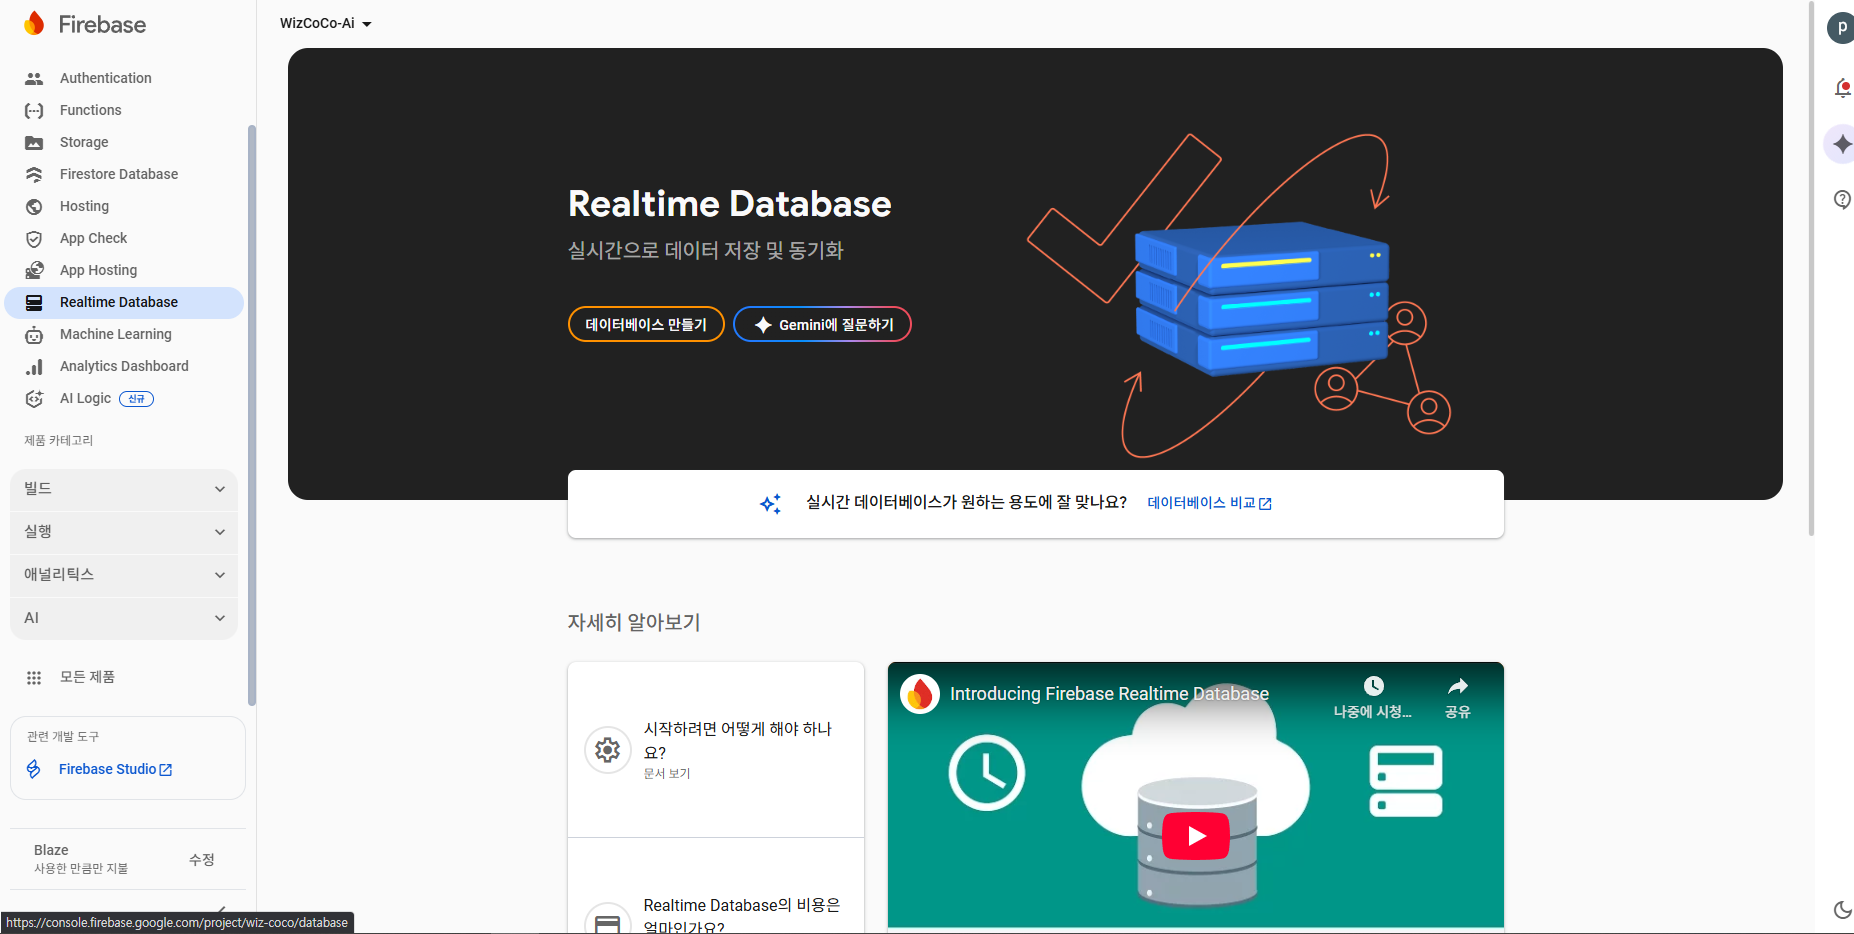 Firebase
WizCoCo-Ai
p
Authentication
Functions
Storage
Firestore Database
Hosting
App Check
App Hosting
Realtime Database
Machine Learning
Analytics Dashboard
AI Logic 신규
제품 카테고리
빌드
실행
애널리틱스
AI
모든 제품
관련 개발 도구
Firebase Studio
Blaze
사용한 만큼만 지불
수정
https://console.firebase.google.com/project/wiz-coco/database
Realtime Database
실시간으로 데이터 저장 및 동기화
데이터베이스 만들기
Gemini에 질문하기
실시간 데이터베이스가 원하는 용도에 잘 맞나요? 데이터베이스 비교
자세히 알아보기
시작하려면 어떻게 해야 하나
요?
문서 보기
Realtime Database의 비용은
얼마인가요?
Introducing Firebase Realtime Database
나중에 시청...
공유